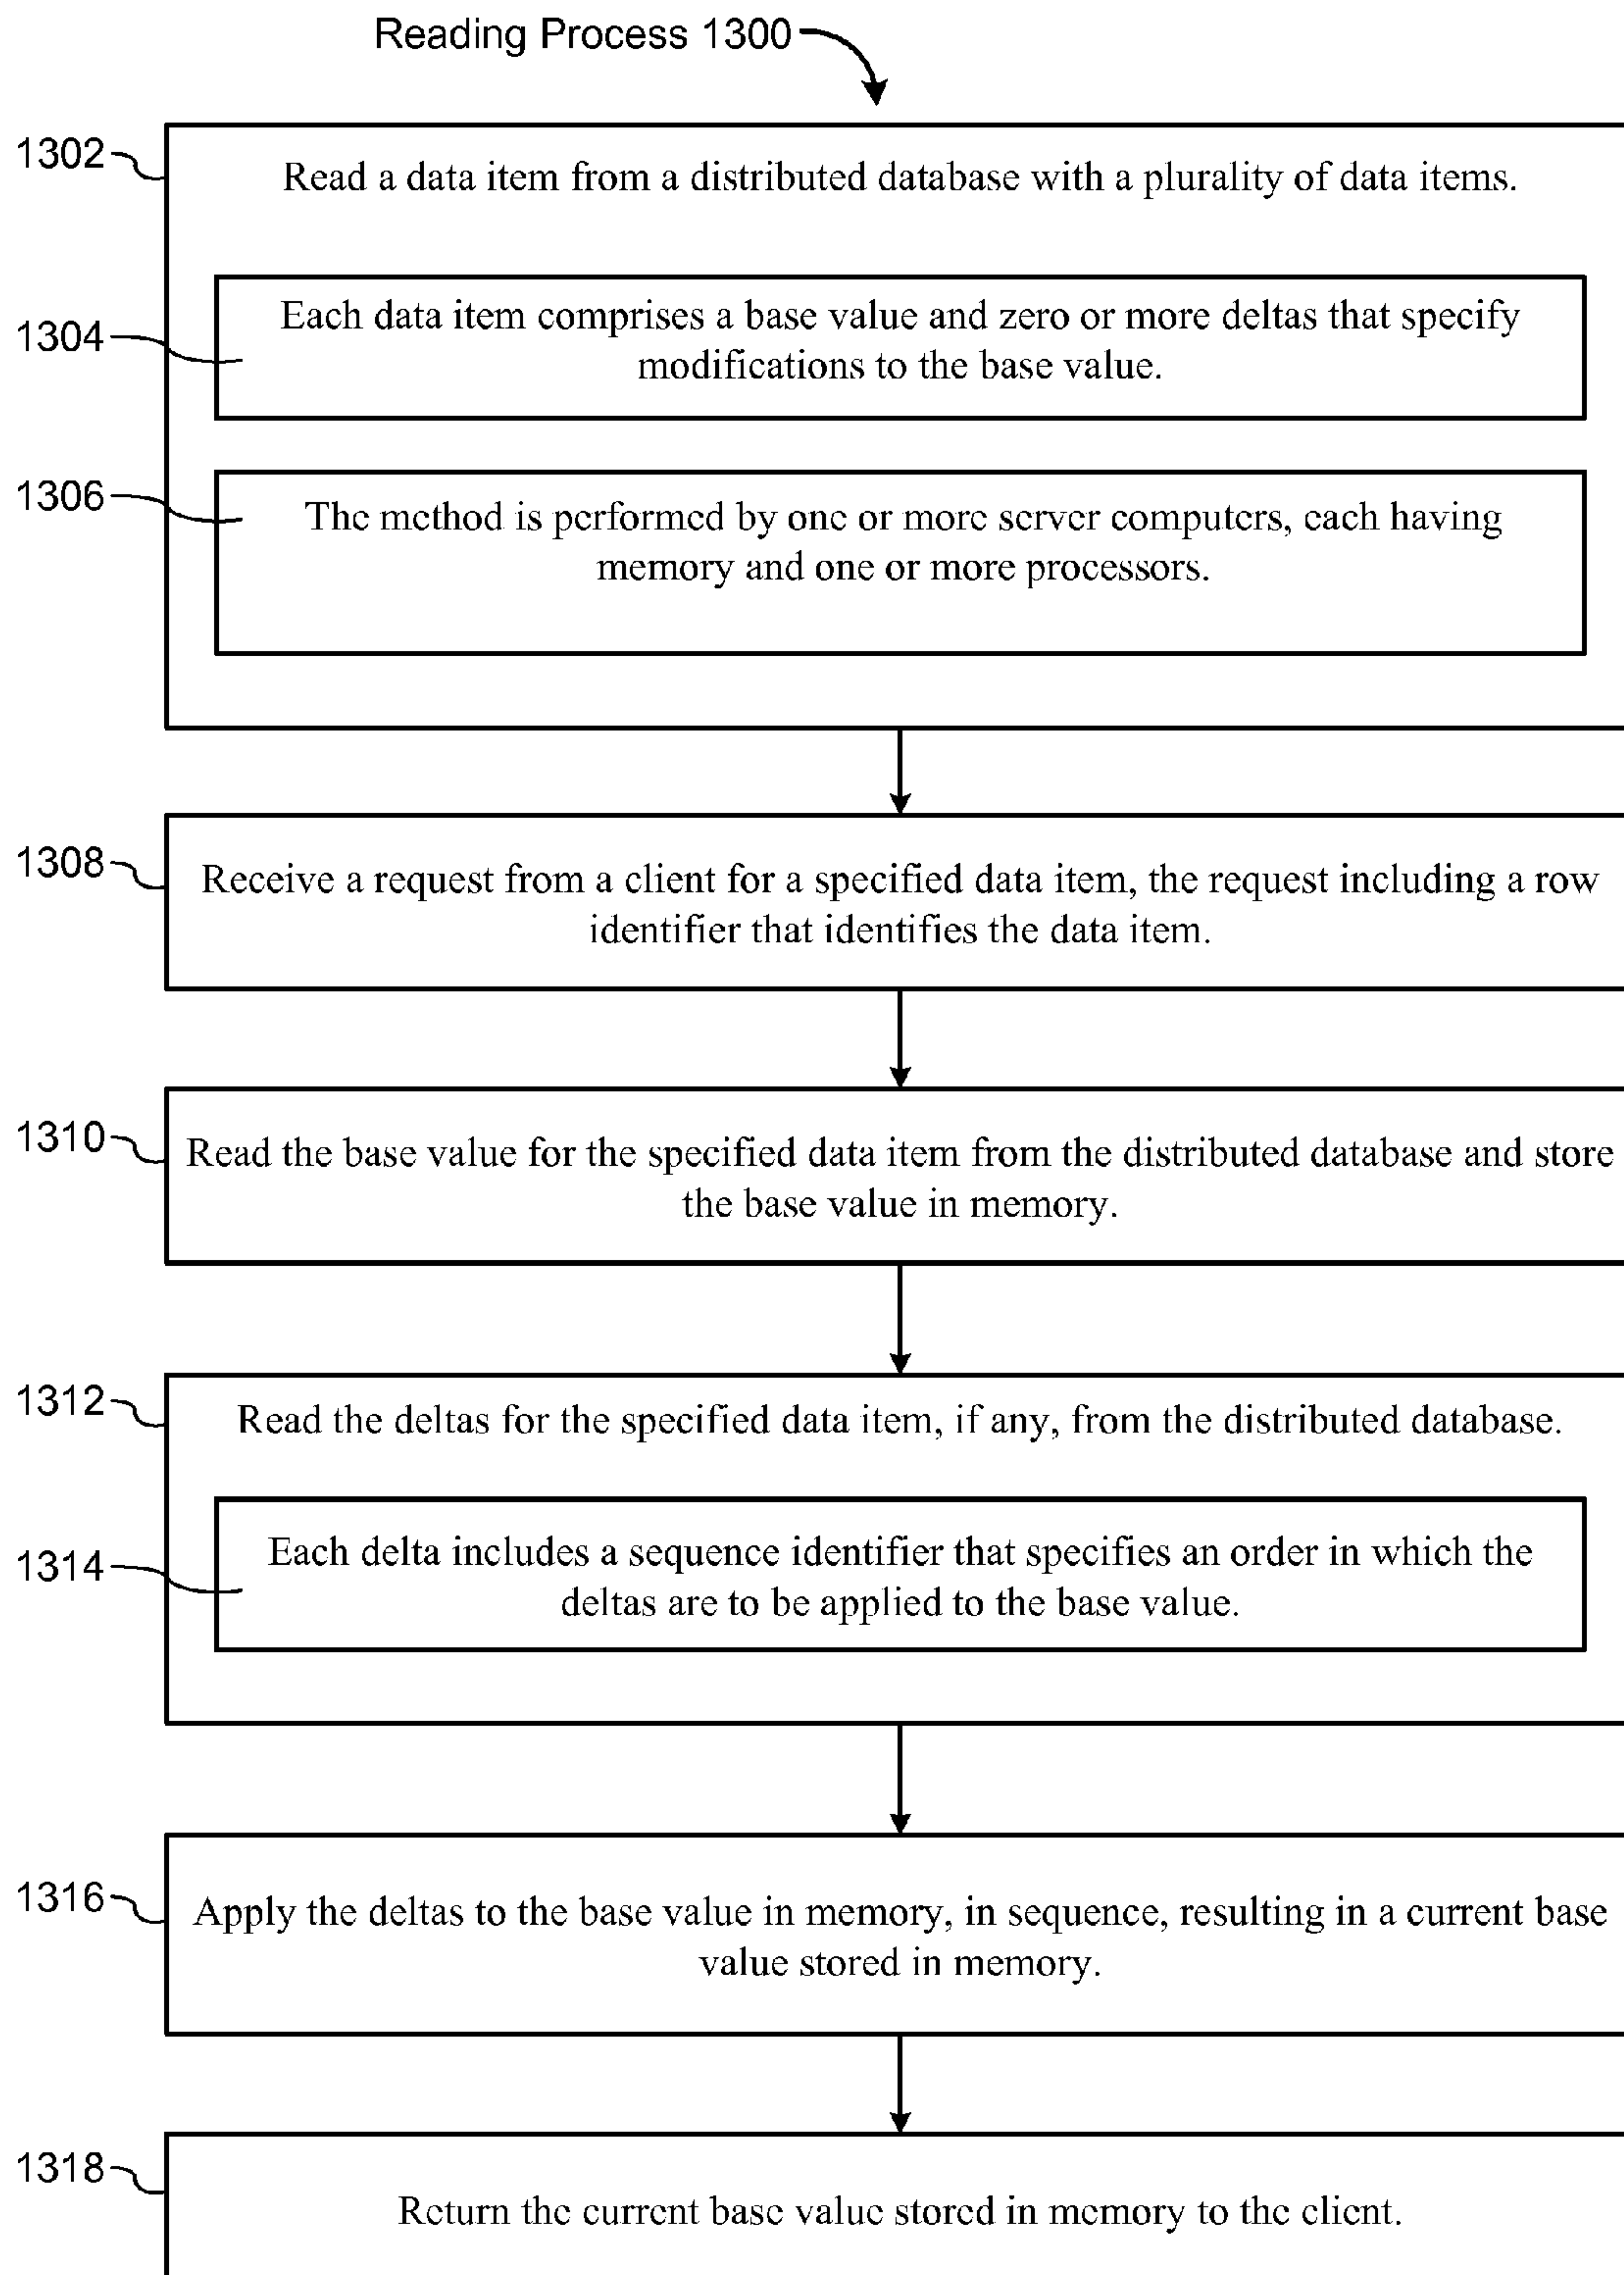 Reading Process 1300
1302
Read a data item from a distributed database with a plurality of data items.
1304
Each data item comprises a base value and zero or more deltas that specify
modifications to the base value.
1306
The method is performed by one or more server computers, each having
memory and one or more processors.
1308
Receive a request from a client for a specified data item, the request including a row
identifier that identifies the data item.
1310
Read the base value for the specified data item from the distributed database and store
the base value in memory.
1312
Read the deltas for the specified data item, if any, from the distributed database.
1314
Each delta includes a sequence identifier that specifies an order in which the
deltas are to be applied to the base value.
1316
Apply the deltas to the base value in memory, in sequence, resulting in a current base
value stored in memory.
1318
Return the current base value stored in memory to the client.